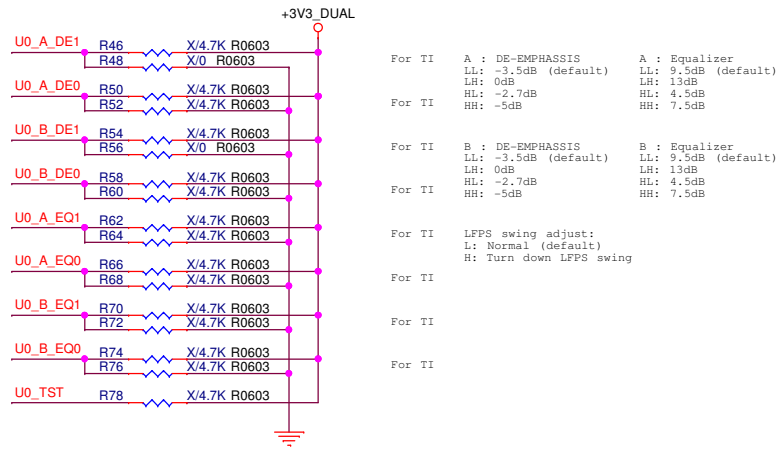 +3V3_DUAL
U0_A_DE1 R46 X/4.7K R0603
R48 X/0 R0603
U0_A_DE0 R50 X/4.7K R0603
R52 X/4.7K R0603
U0_B_DE1 R54 X/4.7K R0603
R56 X/0 R0603
U0_B_DE0 R58 X/4.7K R0603
R60 X/4.7K R0603
U0_A_EQ1 R62 X/4.7K R0603
R64 X/4.7K R0603
U0_A_EQ0 R66 X/4.7K R0603
R68 X/4.7K R0603
U0_B_EQ1 R70 X/4.7K R0603
R72 X/4.7K R0603
U0_B_EQ0 R74 X/4.7K R0603
R76 X/4.7K R0603
U0_TST R78 X/4.7K R0603
For TI A : DE-EMPHASSIS A : Equalizer
LL: -3.5dB (default) LL: 9.5dB (default)
LH: 0dB LH: 13dB
HL: -2.7dB HL: 4.5dB
For TI HH: -5dB HH: 7.5dB
For TI B : DE-EMPHASSIS B : Equalizer
LL: -3.5dB (default) LL: 9.5dB (default)
LH: 0dB LH: 13dB
HL: -2.7dB HL: 4.5dB
For TI HH: -5dB HH: 7.5dB
For TI LFPS swing adjust:
L: Normal (default)
H: Turn down LFPS swing
For TI
For TI
For TI